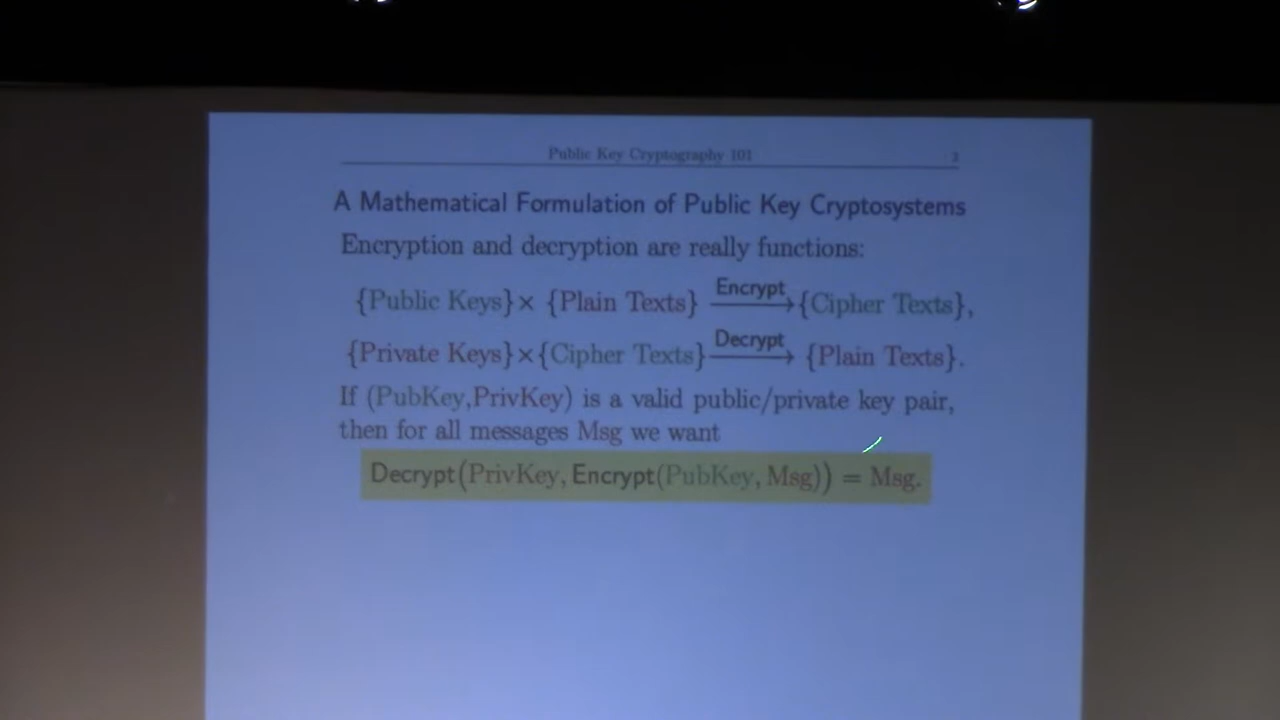 Public Key Cryptography 101 3
A Mathematical Formulation of Public Key Cryptosystems
Encryption and decryption are really functions:
{Public Keys}× {Plain Texts} Encrypt⟶ {Cipher Texts},
{Private Keys}×{Cipher Texts} Decrypt⟶ {Plain Texts}.
If (PubKey,PrivKey) is a valid public/private key pair,
then for all messages Msg we want
Decrypt(PrivKey, Encrypt(PubKey, Msg)) = Msg.